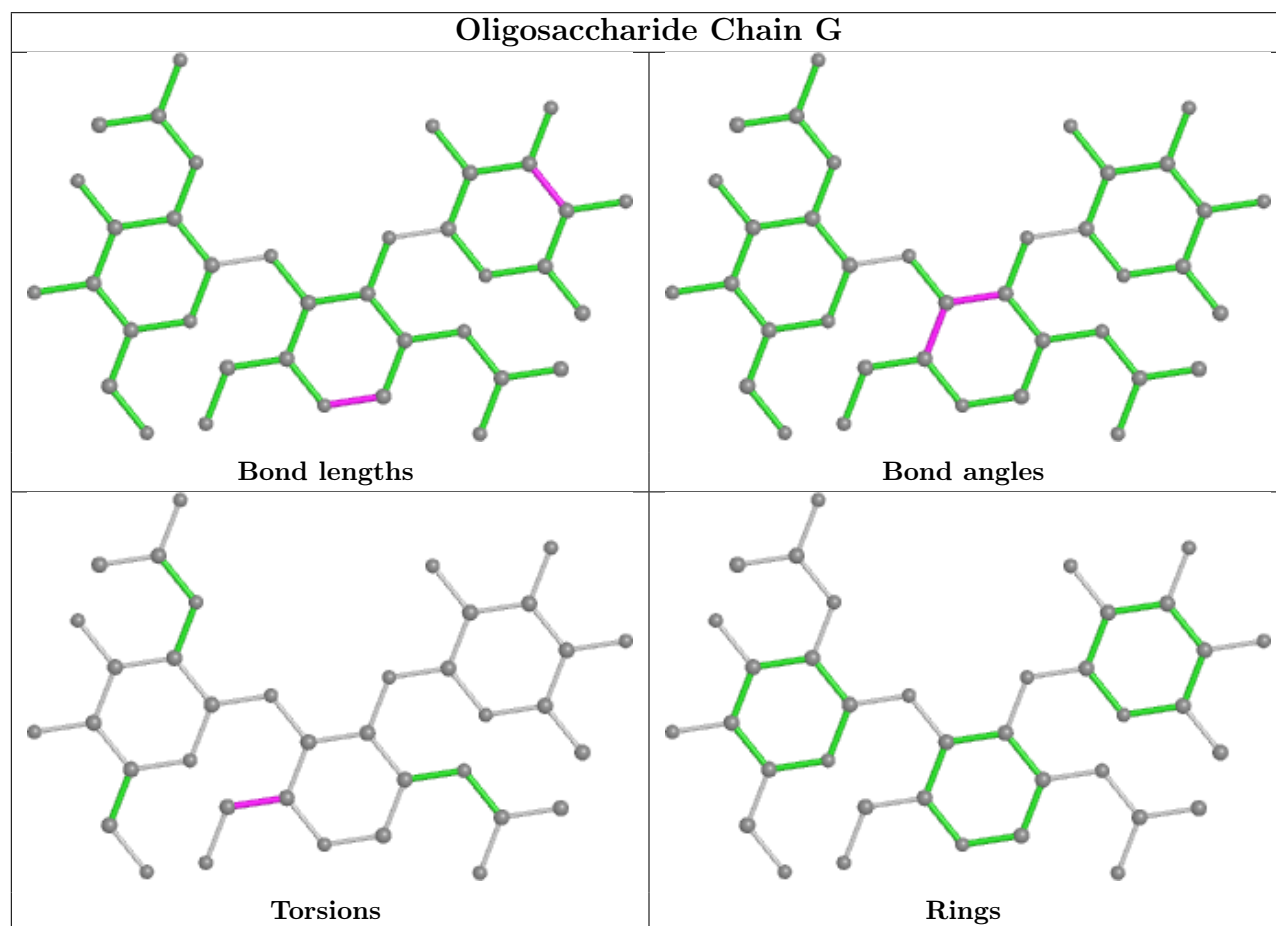 Oligosaccharide Chain G
Bond lengths
Bond angles
Torsions
Rings